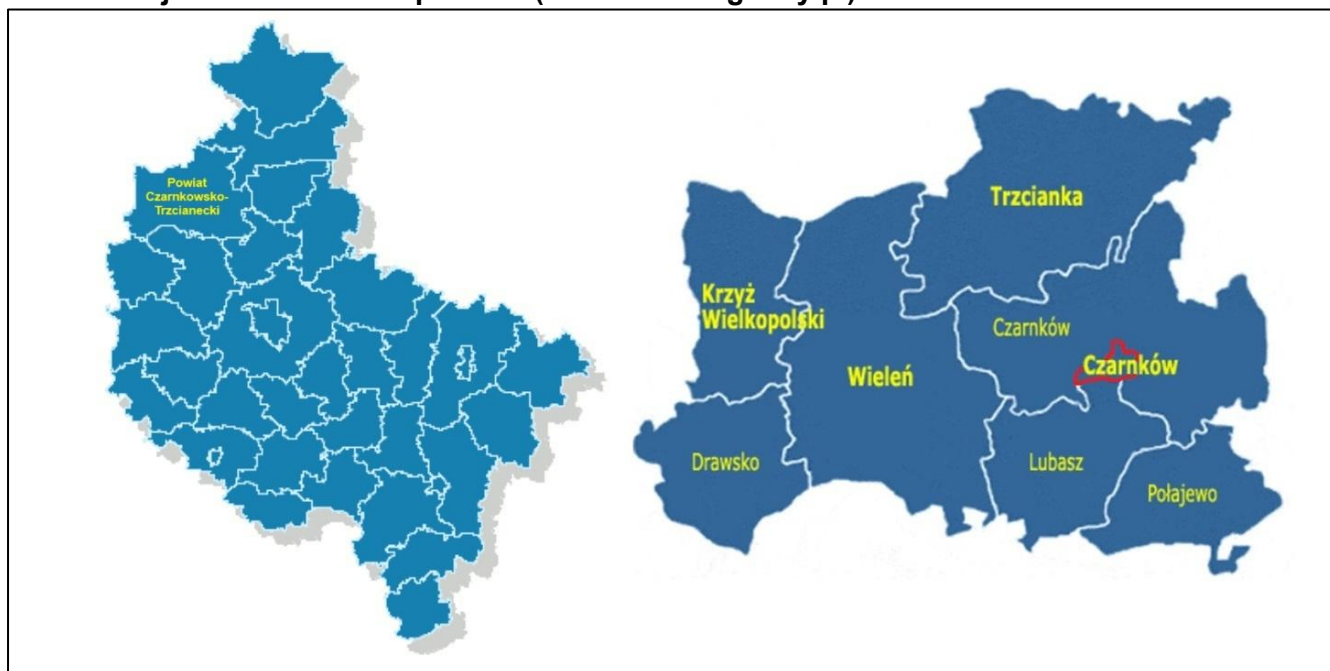 Powiat
Czarnkowsko-
Trzcianecki
Trzcianka
Krzyż
Wielkopolski
Czarnków
Czarnków
Wieleń
Drawsko
Lubasz
Połajewo